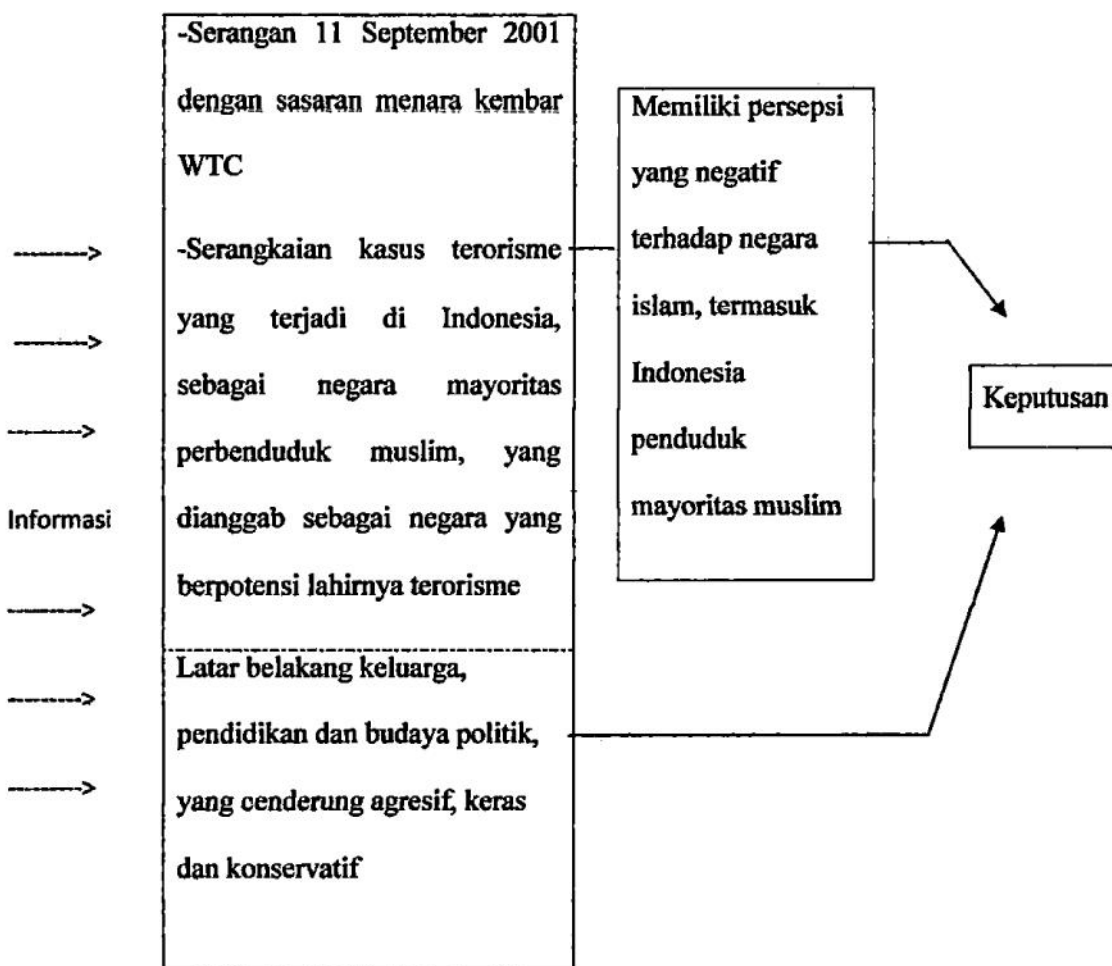 -Serangan 11 September 2001
dengan sasaran menara kembar
WTC
-Serangkaian kasus terorisme
yang terjadi di Indonesia,
sebagai negara mayoritas
perbenduduk muslim, yang
dianggab sebagai negara yang
berpotensi lahirnya terorisme
Latar belakang keluarga,
pendidikan dan budaya politik,
yang cenderung agresif, keras
dan konservatif
Memiliki persepsi
yang negatif
terhadap negara
islam, termasuk
Indonesia
penduduk
mayoritas muslim
Keputusan
Informasi